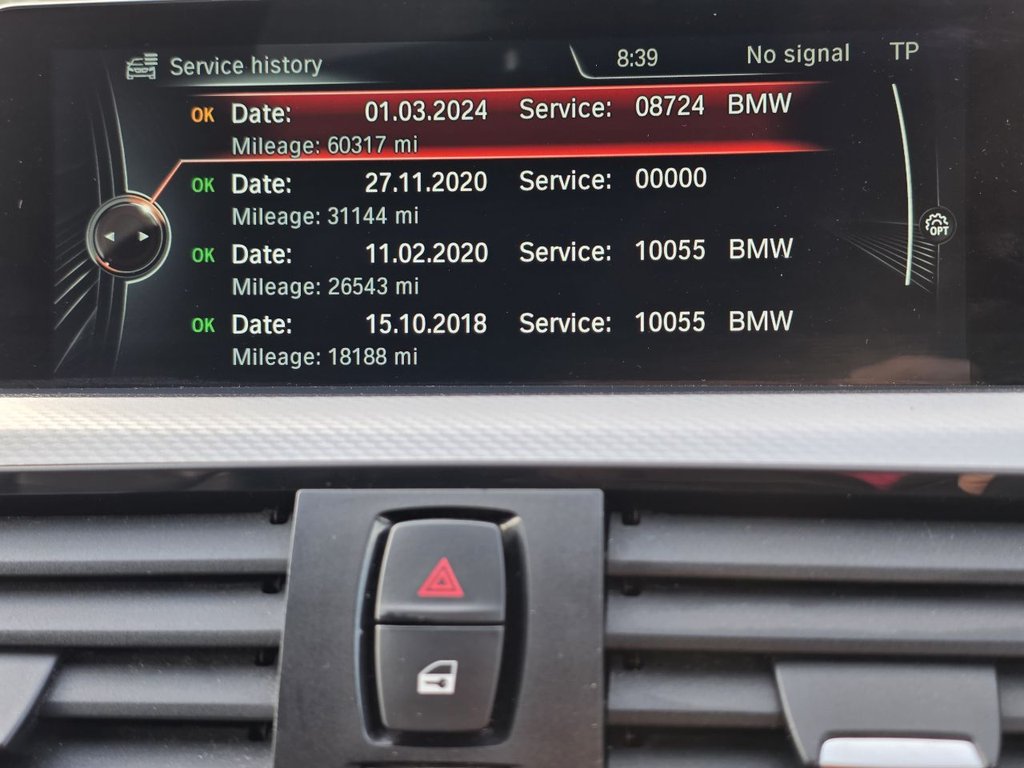 Service history 8:39 No signal TP
OK Date: 01.03.2024 Service: 08724 BMW
Mileage: 60317 mi
OK Date: 27.11.2020 Service: 00000
Mileage: 31144 mi
OPT
OK Date: 11.02.2020 Service: 10055 BMW
Mileage: 26543 mi
OK Date: 15.10.2018 Service: 10055 BMW
Mileage: 18188 mi